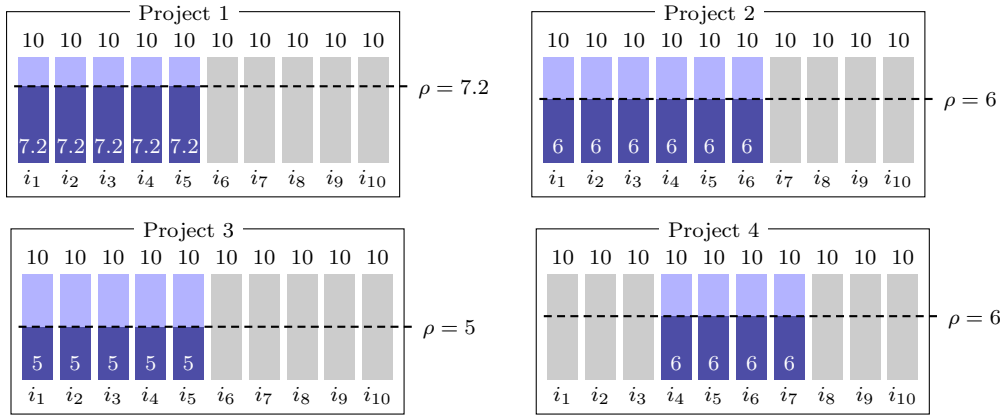 Project 1
10 10 10 10 10 10 10 10 10 10
ρ = 7.2
7.2 7.2 7.2 7.2 7.2
i₁ i₂ i₃ i₄ i₅ i₆ i₇ i₈ i₉ i₁₀
Project 2
10 10 10 10 10 10 10 10 10 10
ρ = 6
6 6 6 6 6 6
i₁ i₂ i₃ i₄ i₅ i₆ i₇ i₈ i₉ i₁₀
Project 3
10 10 10 10 10 10 10 10 10 10
ρ = 5
5 5 5 5 5
i₁ i₂ i₃ i₄ i₅ i₆ i₇ i₈ i₉ i₁₀
Project 4
10 10 10 10 10 10 10 10 10 10
ρ = 6
6 6 6 6
i₁ i₂ i₃ i₄ i₅ i₆ i₇ i₈ i₉ i₁₀